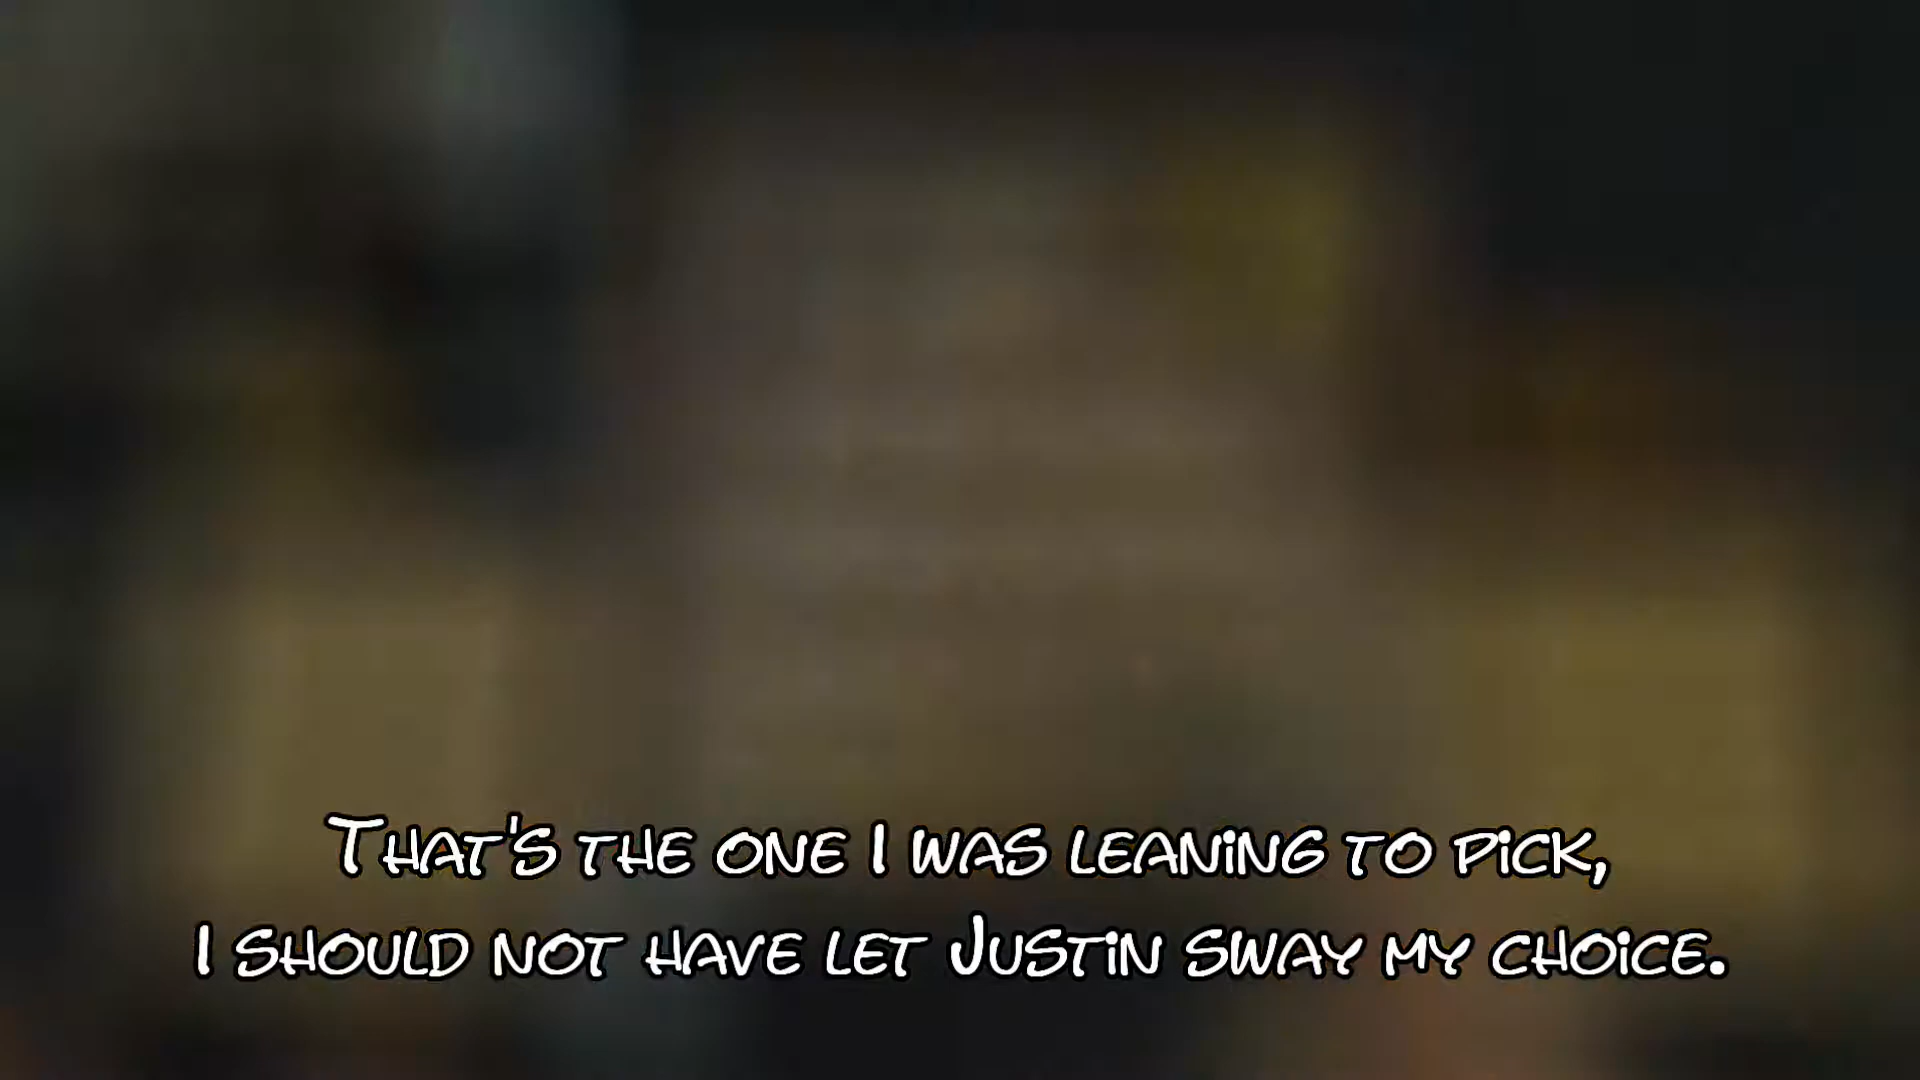 That's the one I was leaning to pick,
I should not have let Justin sway my choice.